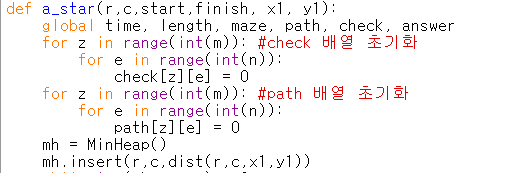 def a_star(r,c,start,finish, x1, y1):
    global time, length, maze, path, check, answer
    for z in range(int(m)): #check 배열 초기화
        for e in range(int(n)):
            check[z][e] = 0
    for z in range(int(m)): #path 배열 초기화
        for e in range(int(n)):
            path[z][e] = 0
    mh = MinHeap()
    mh.insert(r,c,dist(r,c,x1,y1))